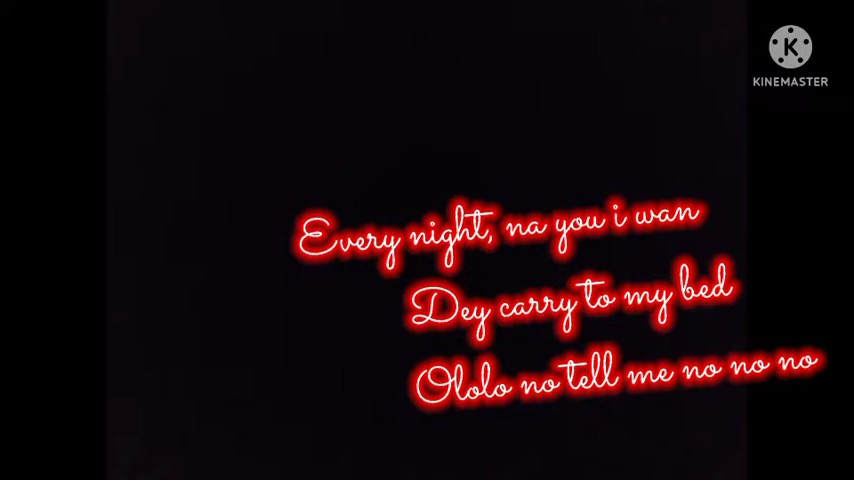 KINEMASTER
Every night, na you i wan
Dey carry to my bed
Ololo no tell me no no no